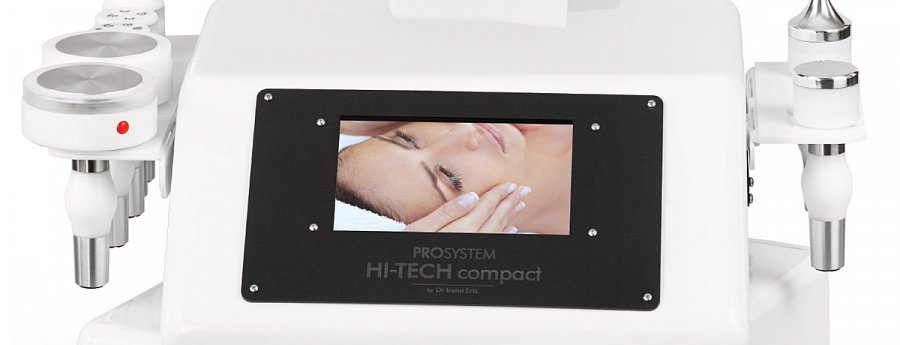 PROSYSTEM
HI-TECH compact
by Dr Irena Eris